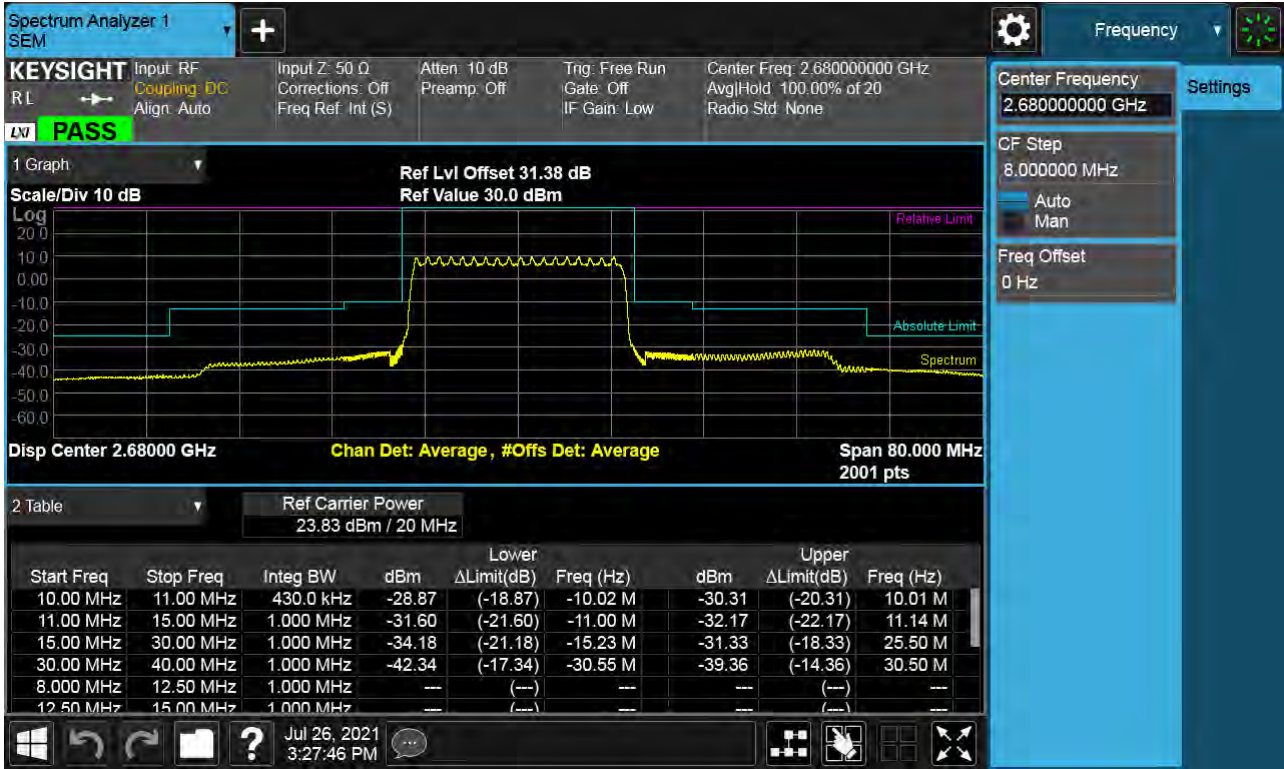 Spectrum Analyzer 1
SEM
+
Frequency
KEYSIGHT
Input: RF
Input Z: 50 Ω
Atten: 10 dB
Trig: Free Run
Center Freq: 2.680000000 GHz
R L
Coupling: DC
Corrections: Off
Preamp: Off
Gate: Off
Avg|Hold: 100.00% of 20
Align: Auto
Freq Ref: Int (S)
IF Gain: Low
Radio Std: None
LXI PASS
Center Frequency
Settings
2.680000000 GHz
CF Step
8.000000 MHz
Auto
Man
Freq Offset
0 Hz
1 Graph
Ref Lvl Offset 31.38 dB
Scale/Div 10 dB
Ref Value 30.0 dBm
Log
Relative Limit
20.0
10.0
0.00
-10.0
-20.0
Absolute Limit
-30.0
Spectrum
-40.0
-50.0
-60.0
Disp Center 2.68000 GHz
Chan Det: Average, #Offs Det: Average
Span 80.000 MHz
2001 pts
2 Table
Ref Carrier Power
23.83 dBm / 20 MHz
Lower Upper
Start Freq Stop Freq Integ BW dBm ΔLimit(dB) Freq (Hz) dBm ΔLimit(dB) Freq (Hz)
10.00 MHz 11.00 MHz 430.0 kHz -28.87 (-18.87) -10.02 M -30.31 (-20.31) 10.01 M
11.00 MHz 15.00 MHz 1.000 MHz -31.60 (-21.60) -11.00 M -32.17 (-22.17) 11.14 M
15.00 MHz 30.00 MHz 1.000 MHz -34.18 (-21.18) -15.23 M -31.33 (-18.33) 25.50 M
30.00 MHz 40.00 MHz 1.000 MHz -42.34 (-17.34) -30.55 M -39.36 (-14.36) 30.50 M
8.000 MHz 12.50 MHz 1.000 MHz --- (---) --- --- (---) ---
12.50 MHz 15.00 MHz 1.000 MHz --- (---) --- --- (---) ---
?
Jul 26, 2021
3:27:46 PM